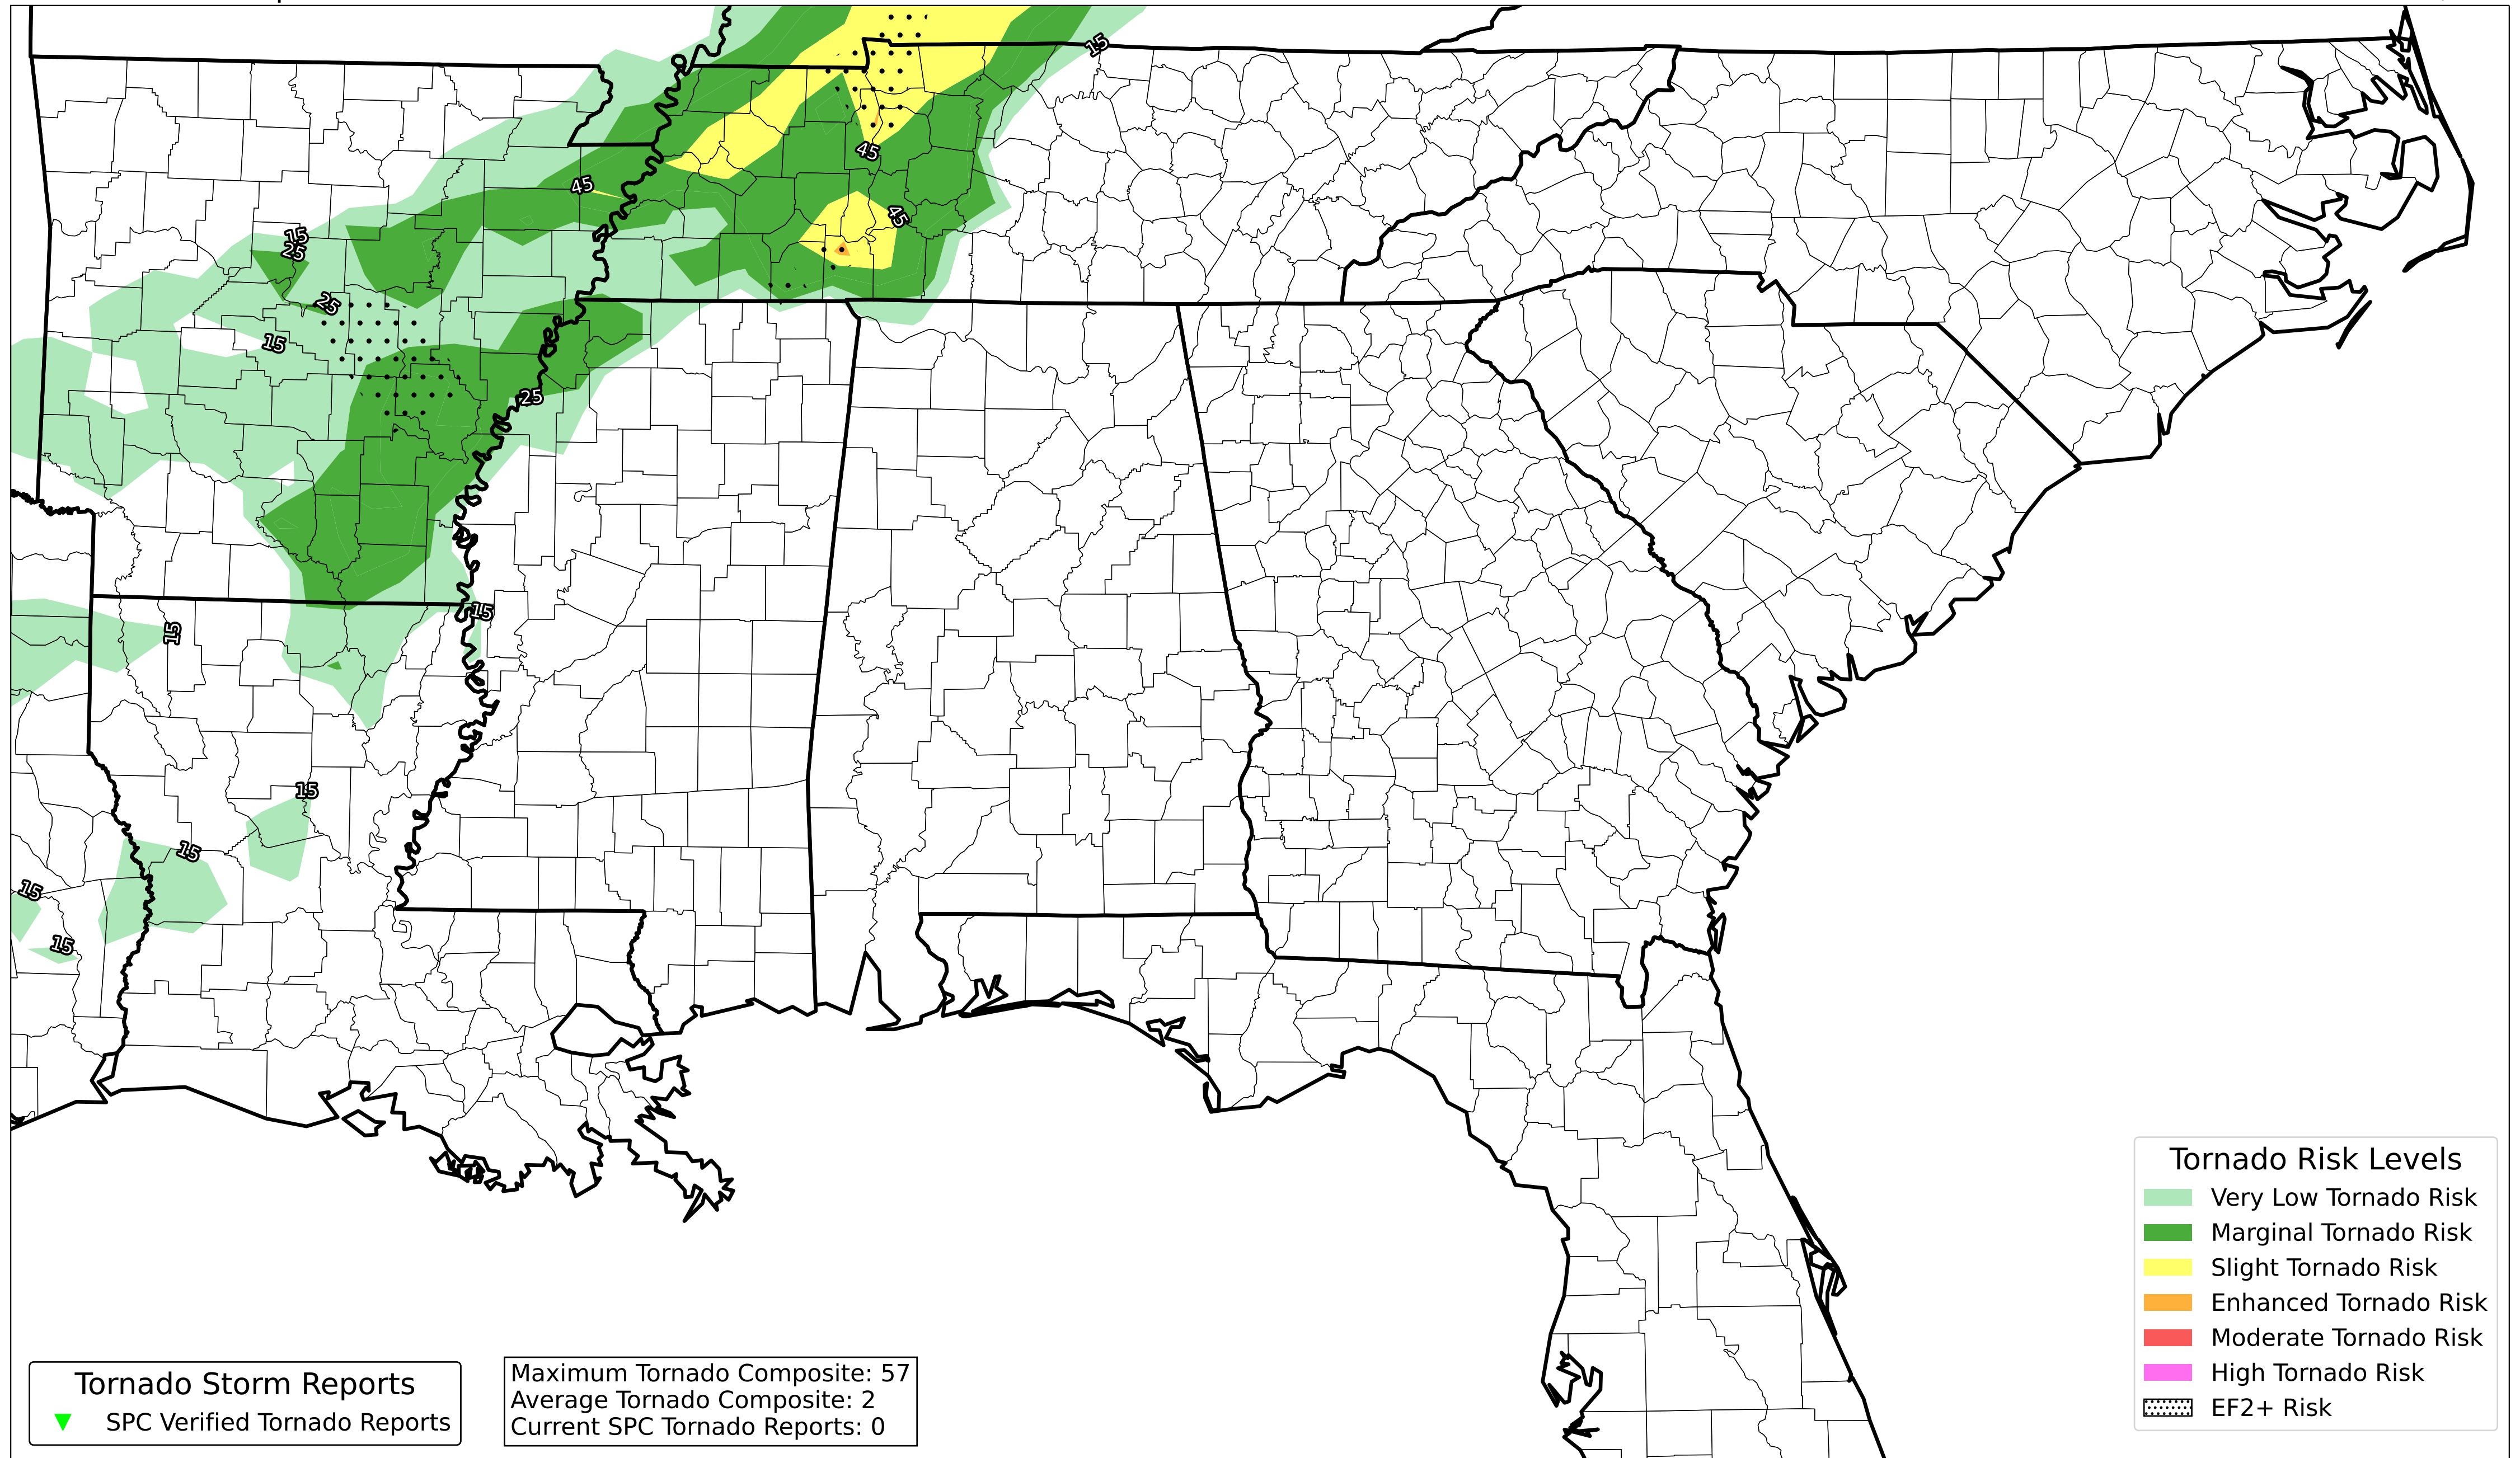 15
45
45
45
15
25
25
15
25
15
15
15
15
15
15
Tornado Risk Levels
Very Low Tornado Risk
Marginal Tornado Risk
Slight Tornado Risk
Enhanced Tornado Risk
Moderate Tornado Risk
High Tornado Risk
EF2+ Risk
Tornado Storm Reports
SPC Verified Tornado Reports
Maximum Tornado Composite: 57
Average Tornado Composite: 2
Current SPC Tornado Reports: 0